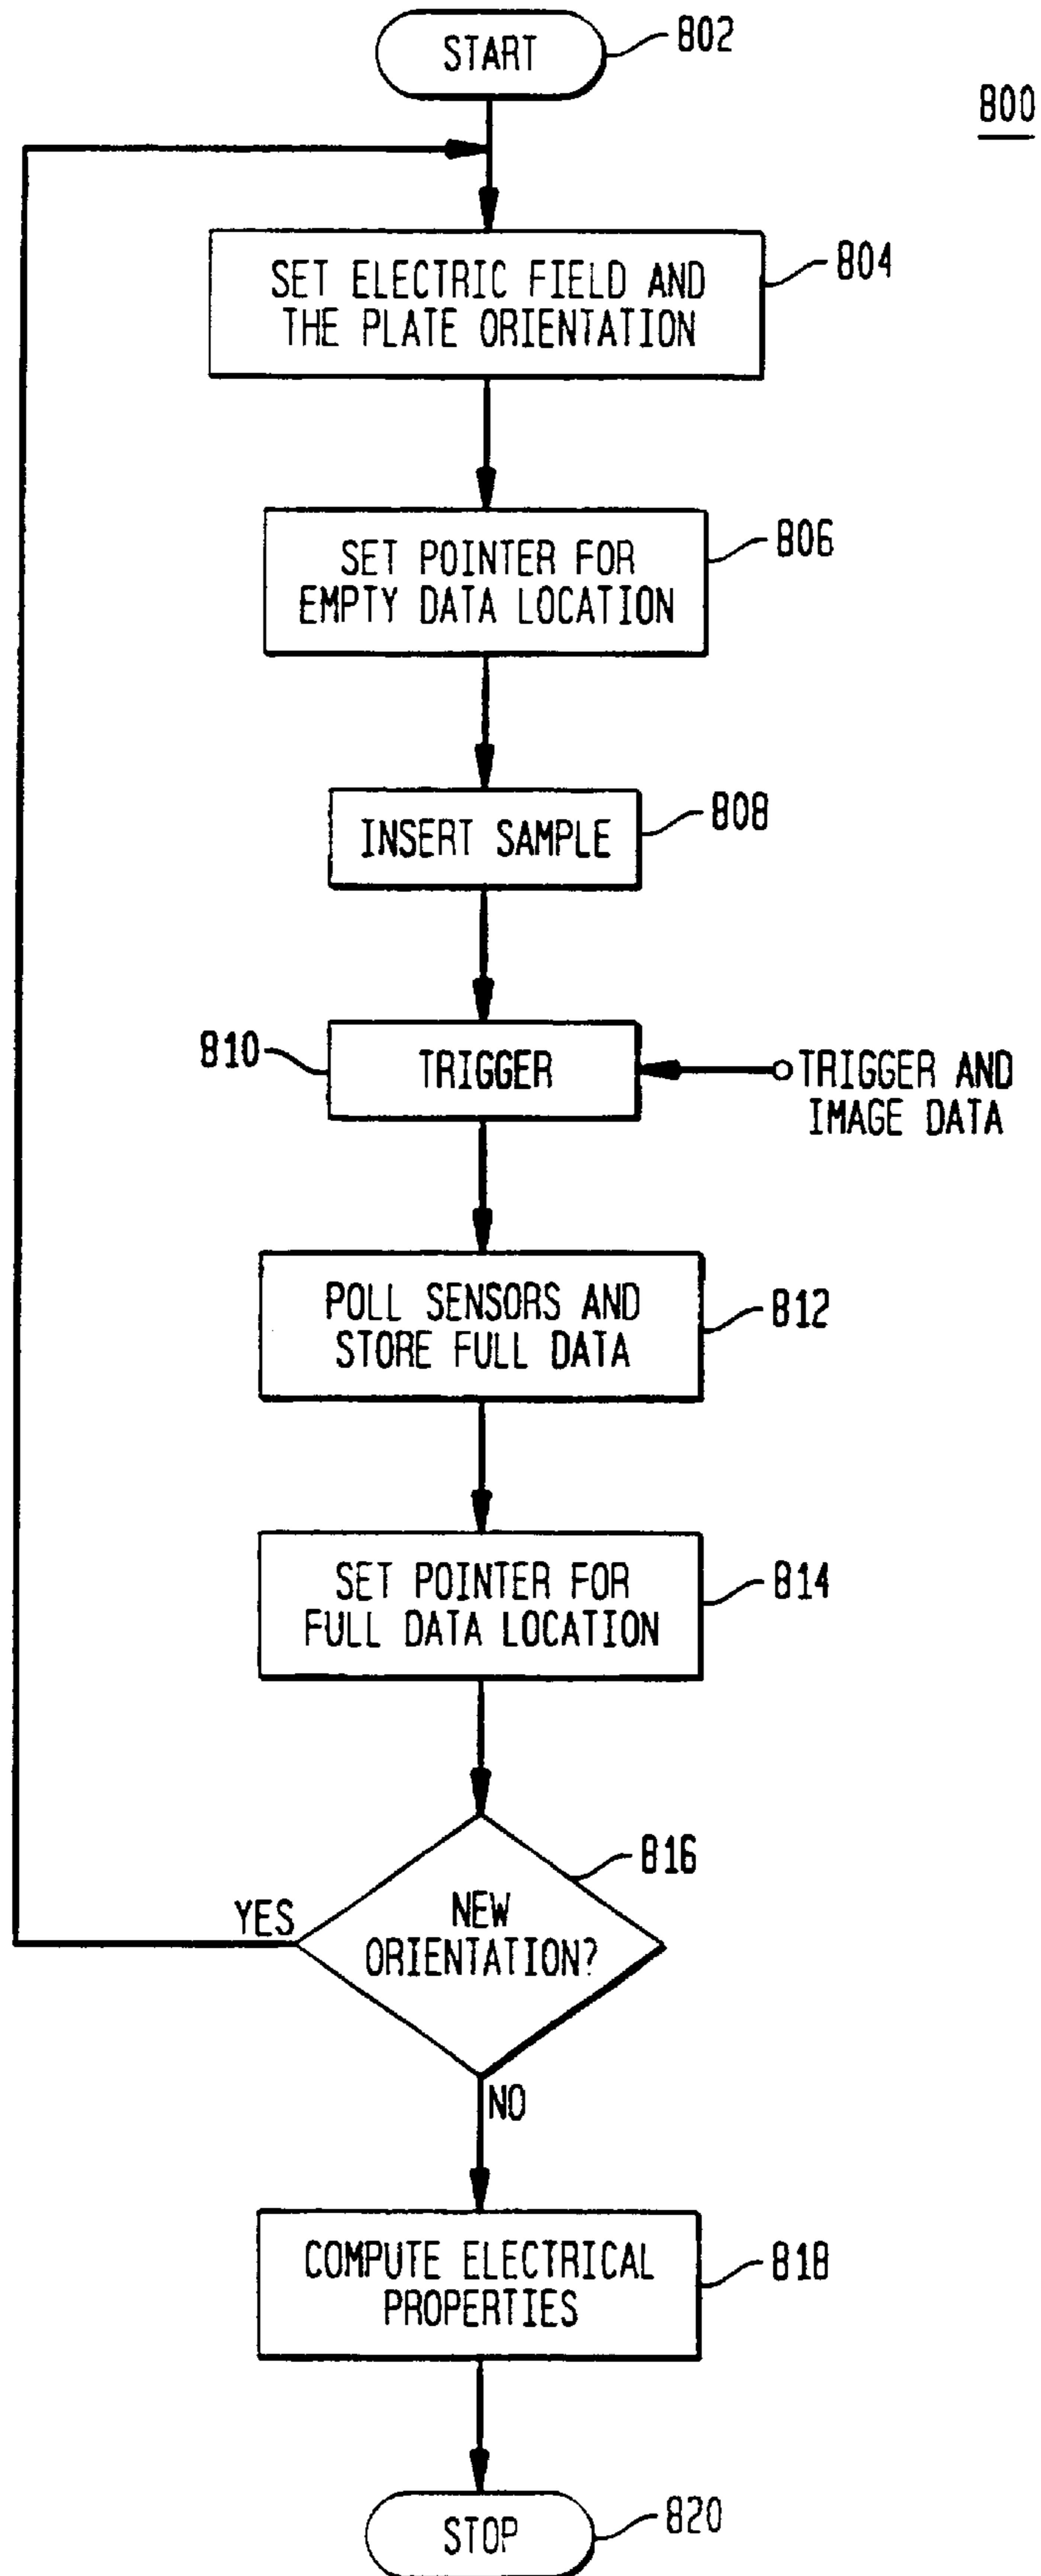 START
802
800
SET ELECTRIC FIELD AND
THE PLATE ORIENTATION
804
SET POINTER FOR
EMPTY DATA LOCATION
806
INSERT SAMPLE
808
810
TRIGGER
TRIGGER AND
IMAGE DATA
POLL SENSORS AND
STORE FULL DATA
812
SET POINTER FOR
FULL DATA LOCATION
814
816
YES
NEW
ORIENTATION?
NO
COMPUTE ELECTRICAL
PROPERTIES
818
STOP
820